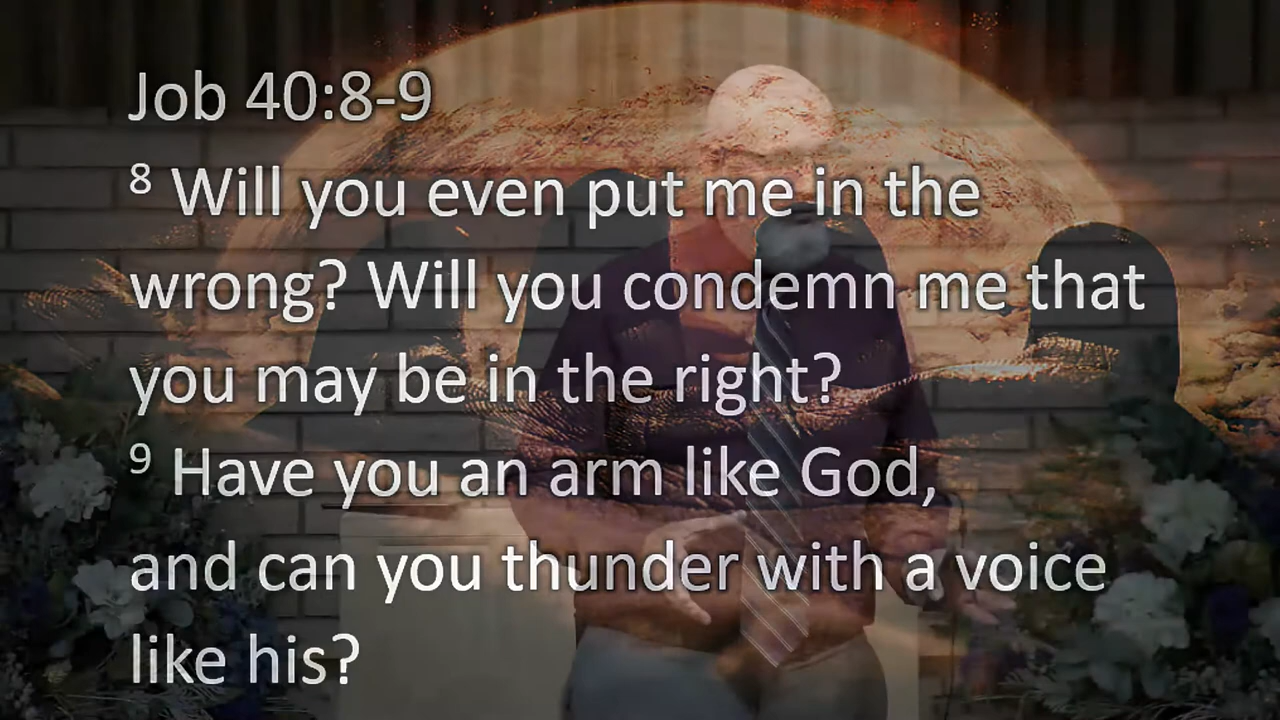 Job 40:8-9
8 Will you even put me in the
wrong? Will you condemn me that
you may be in the right?
9 Have you an arm like God,
and can you thunder with a voice
like his?